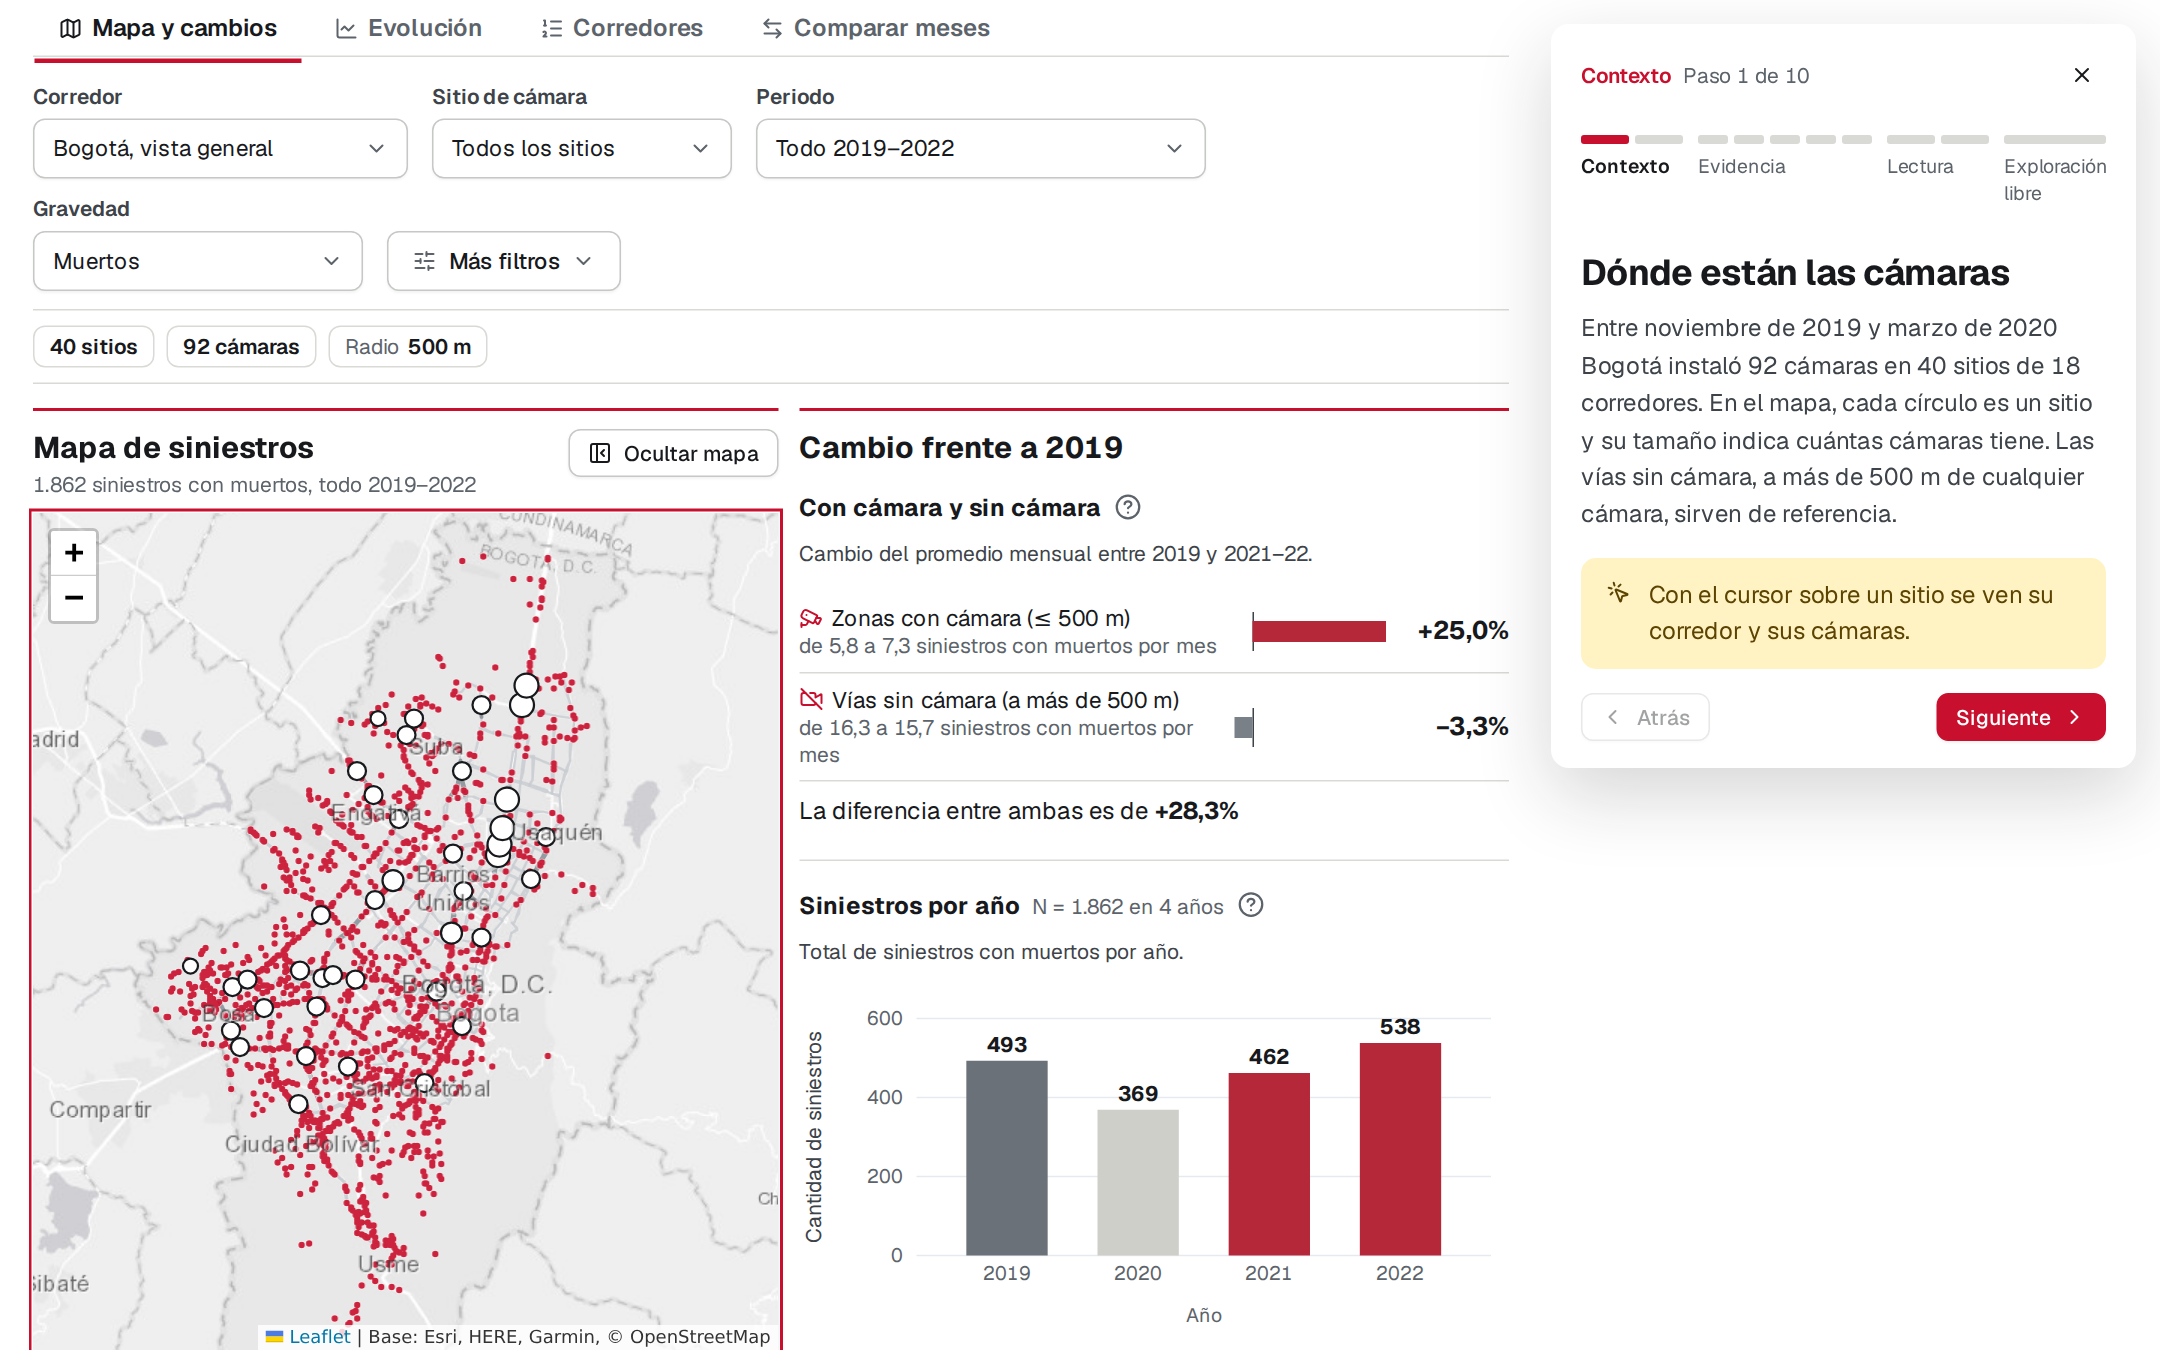 Mapa y cambios
Evolución
Corredores
Comparar meses
Corredor
Sitio de cámara
Periodo
Bogotá, vista general
Todos los sitios
Todo 2019–2022
Gravedad
Muertos
Más filtros
40 sitios
92 cámaras
Radio 500 m
Mapa de siniestros
1.862 siniestros con muertos, todo 2019–2022
Ocultar mapa
+
−
CUNDINAMARCA
BOGOTÁ, D.C.
adrid
Suba
Engativá
Usaquén
Barrios
Unidos
Bogotá, D.C.
Bogota
Bosa
San Cristóbal
Compartir
Ciudad Bolívar
Ch
Usme
Sibaté
Leaflet | Base: Esri, HERE, Garmin, © OpenStreetMap
Cambio frente a 2019
Con cámara y sin cámara ?
Cambio del promedio mensual entre 2019 y 2021–22.
Zonas con cámara (≤ 500 m)
de 5,8 a 7,3 siniestros con muertos por mes
+25,0%
Vías sin cámara (a más de 500 m)
de 16,3 a 15,7 siniestros con muertos por
mes
−3,3%
La diferencia entre ambas es de +28,3%
Siniestros por año N = 1.862 en 4 años ?
Total de siniestros con muertos por año.
Cantidad de siniestros
600
400
200
0
493
369
462
538
2019
2020
2021
2022
Año
Contexto Paso 1 de 10
Contexto
Evidencia
Lectura
Exploración
libre
Dónde están las cámaras
Entre noviembre de 2019 y marzo de 2020
Bogotá instaló 92 cámaras en 40 sitios de 18
corredores. En el mapa, cada círculo es un sitio
y su tamaño indica cuántas cámaras tiene. Las
vías sin cámara, a más de 500 m de cualquier
cámara, sirven de referencia.
Con el cursor sobre un sitio se ven su
corredor y sus cámaras.
Atrás
Siguiente